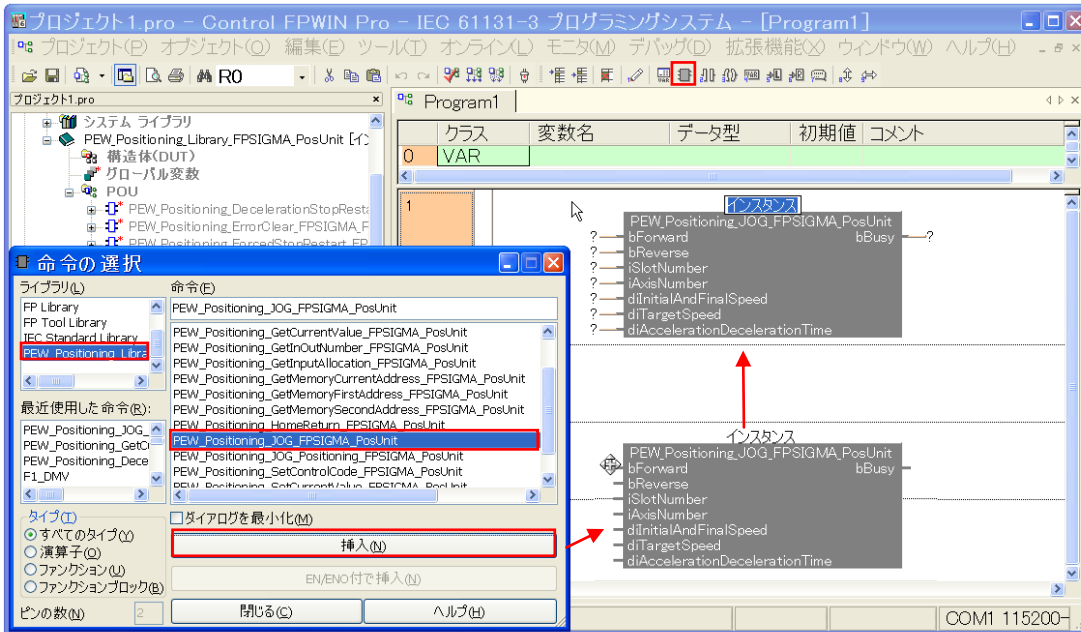 プロジェクト1.pro - Control FPWIN Pro - IEC 61131-3 プログラミングシステム - [Program1]
プロジェクト(P) オブジェクト(O) 編集(E) ツール(T) オンライン(L) モニタ(M) デバッグ(D) 拡張機能(X) ウィンドウ(W) ヘルプ(H)
R0
プロジェクト1.pro
システム ライブラリ
PEW_Positioning_Library_FPSIGMA_PosUnit [イン
構造体(DUT)
グローバル変数
POU
PEW_Positioning_DecelerationStopResta
PEW_Positioning_ErrorClear_FPSIGMA_F
PEW_Positioning_ForcedStopRestart_FP
Program1
クラス 変数名 データ型 初期値 コメント
0 VAR
1
インスタンス
PEW_Positioning_JOG_FPSIGMA_PosUnit
? bForward bBusy ?
? bReverse
? iSlotNumber
? iAxisNumber
? diInitialAndFinalSpeed
? diTargetSpeed
? diAccelerationDecelerationTime
インスタンス
PEW_Positioning_JOG_FPSIGMA_PosUnit
bForward bBusy
bReverse
iSlotNumber
iAxisNumber
diInitialAndFinalSpeed
diTargetSpeed
diAccelerationDecelerationTime
命令の選択
ライブラリ(L)
FP Library
FP Tool Library
IEC Standard Library
PEW_Positioning_Libra
最近使用した命令(R):
PEW_Positioning_JOG_
PEW_Positioning_GetCu
PEW_Positioning_Dece
F1_DMV
タイプ(T)
すべてのタイプ(Y)
演算子(O)
ファンクション(U)
ファンクションブロック(B)
ピンの数(N) 2
命令(F)
PEW_Positioning_JOG_FPSIGMA_PosUnit
PEW_Positioning_GetCurrentValue_FPSIGMA_PosUnit
PEW_Positioning_GetInOutNumber_FPSIGMA_PosUnit
PEW_Positioning_GetInputAllocation_FPSIGMA_PosUnit
PEW_Positioning_GetMemoryCurrentAddress_FPSIGMA_PosUnit
PEW_Positioning_GetMemoryFirstAddress_FPSIGMA_PosUnit
PEW_Positioning_GetMemorySecondAddress_FPSIGMA_PosUnit
PEW_Positioning_HomeReturn_FPSIGMA_PosUnit
PEW_Positioning_JOG_FPSIGMA_PosUnit
PEW_Positioning_JOG_Positioning_FPSIGMA_PosUnit
PEW_Positioning_SetControlCode_FPSIGMA_PosUnit
PEW_Positioning_SetCurrentValue_FPSIGMA_PosUnit
ダイアログを最小化(M)
挿入(N)
EN/ENO付で挿入(N)
閉じる(C) ヘルプ(H)
COM1 115200-